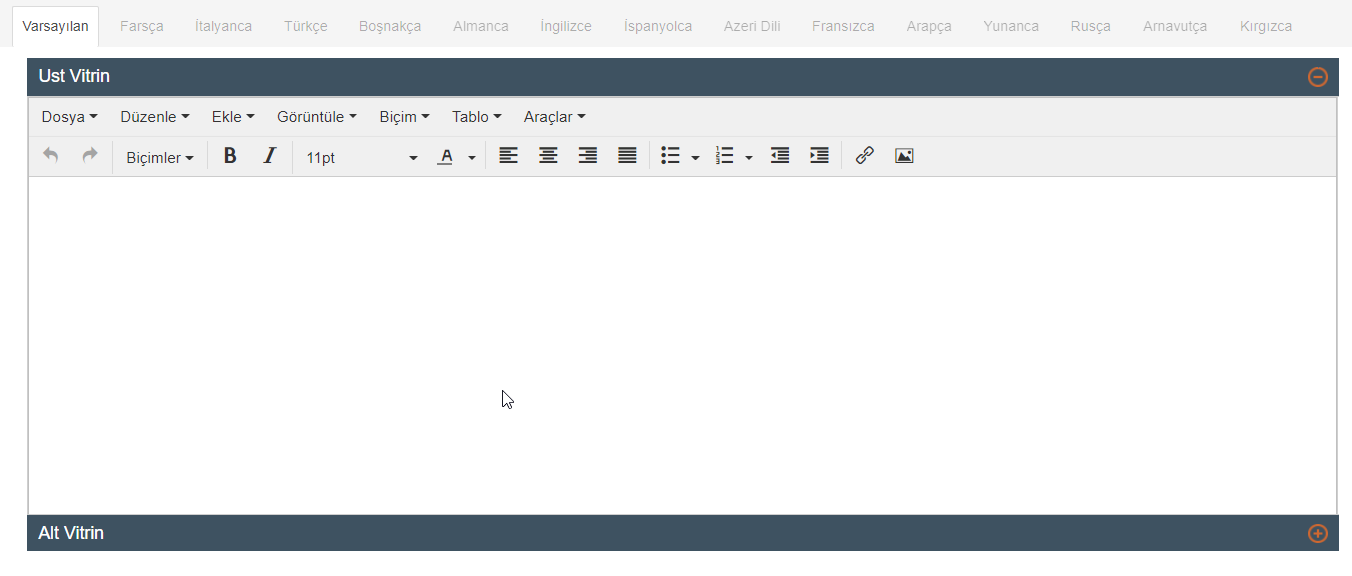 Varsayılan Farsça İtalyanca Türkçe Boşnakça Almanca İngilizce İspanyolca Azeri Dili Fransızca Arapça Yunanca Rusça Arnavutça Kırgızca
Ust Vitrin
Dosya Düzenle Ekle Görüntüle Biçim Tablo Araçlar
Biçimler B I 11pt A
Alt Vitrin